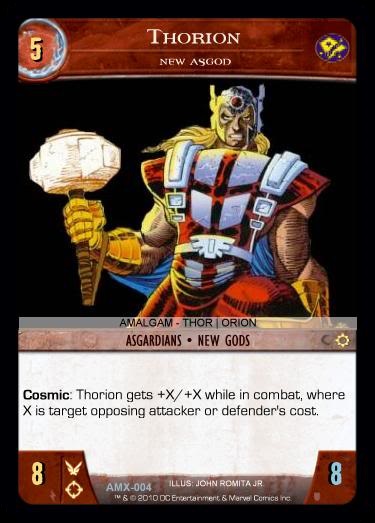 5
THORION
NEW ASGOD
AMALGAM - THOR | ORION
ASGARDIANS • NEW GODS
Cosmic: Thorion gets +X/+X while in combat, where
X is target opposing attacker or defender's cost.
8
8
AMX-004
ILLUS: JOHN ROMITA JR.
™ & © 2010 DC Entertainment & Marvel Comics Inc.